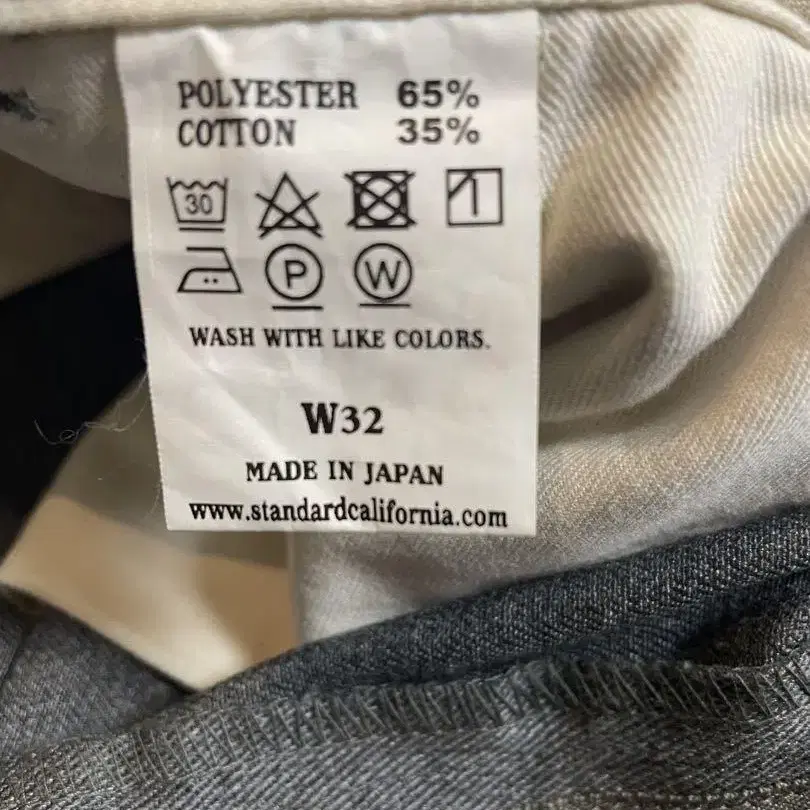 POLYESTER 65%
COTTON 35%
30
P W
WASH WITH LIKE COLORS.
W32
MADE IN JAPAN
www.standardcalifornia.com